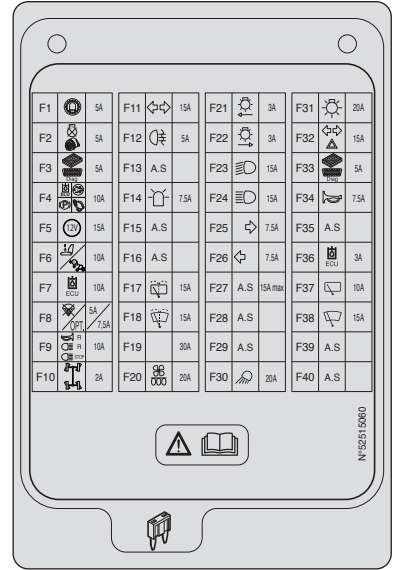 F1 5A
F2 5A
F3 Diag 5A
F4 ECU P 10A
F5 12V 15A
F6 10A
F7 ECU 10A
F8 OPT. 5A 7,5A
F9 R R STOP 10A
F10 2A
F11 15A
F12 5A
F13 A.S
F14 7.5A
F15 A.S
F16 A.S
F17 15A
F18 15A
F19 30A
F20 20A
F21 3A
F22 3A
F23 15A
F24 15A
F25 7.5A
F26 7.5A
F27 A.S 15A max
F28 A.S
F29 A.S
F30 20A
F31 20A
F32 15A
F33 Diag 5A
F34 7.5A
F35 A.S
F36 ECU 3A
F37 10A
F38 15A
F39 A.S
F40 A.S
N°52515060